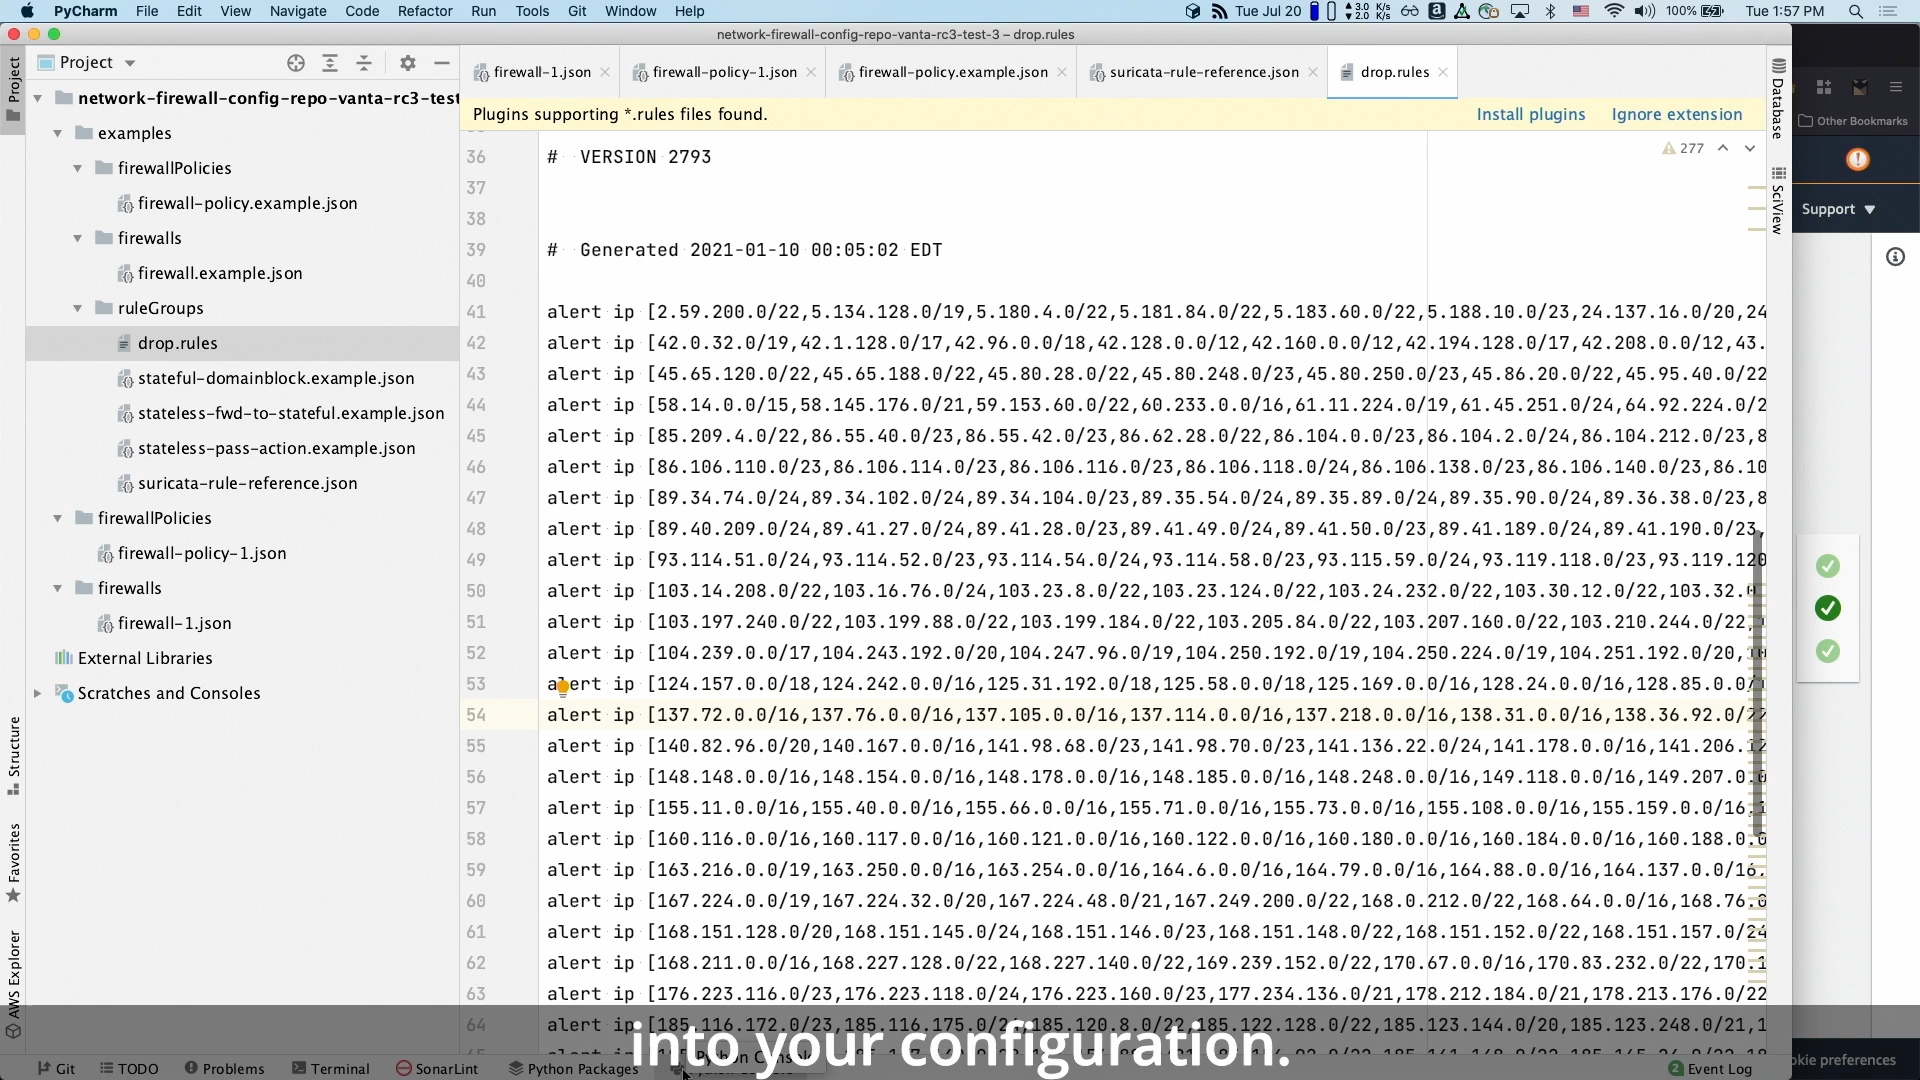 PyCharm File Edit View Navigate Code Refactor Run Tools Git Window Help
Tue Jul 20 3.0 K/s 2.0 K/s 100% Tue 1:57 PM
network-firewall-config-repo-vanta-rc3-test-3 – drop.rules
Project
firewall-1.json firewall-policy-1.json firewall-policy.example.json suricata-rule-reference.json drop.rules
Plugins supporting *.rules files found. Install plugins Ignore extension
Project
network-firewall-config-repo-vanta-rc3-test
examples
firewallPolicies
firewall-policy.example.json
firewalls
firewall.example.json
ruleGroups
drop.rules
stateful-domainblock.example.json
stateless-fwd-to-stateful.example.json
stateless-pass-action.example.json
suricata-rule-reference.json
firewallPolicies
firewall-policy-1.json
firewalls
firewall-1.json
External Libraries
Scratches and Consoles
Structure
Favorites
AWS Explorer
277
36 # VERSION 2793
37
38
39 # Generated 2021-01-10 00:05:02 EDT
40
41 alert ip [2.59.200.0/22,5.134.128.0/19,5.180.4.0/22,5.181.84.0/22,5.183.60.0/22,5.188.10.0/23,24.137.16.0/20,24
42 alert ip [42.0.32.0/19,42.1.128.0/17,42.96.0.0/18,42.128.0.0/12,42.160.0.0/12,42.194.128.0/17,42.208.0.0/12,43.
43 alert ip [45.65.120.0/22,45.65.188.0/22,45.80.28.0/22,45.80.248.0/23,45.80.250.0/23,45.86.20.0/22,45.95.40.0/22
44 alert ip [58.14.0.0/15,58.145.176.0/21,59.153.60.0/22,60.233.0.0/16,61.11.224.0/19,61.45.251.0/24,64.92.224.0/2
45 alert ip [85.209.4.0/22,86.55.40.0/23,86.55.42.0/23,86.62.28.0/22,86.104.0.0/23,86.104.2.0/24,86.104.212.0/23,8
46 alert ip [86.106.110.0/23,86.106.114.0/23,86.106.116.0/23,86.106.118.0/24,86.106.138.0/23,86.106.140.0/23,86.10
47 alert ip [89.34.74.0/24,89.34.102.0/24,89.34.104.0/23,89.35.54.0/24,89.35.89.0/24,89.35.90.0/24,89.36.38.0/23,8
48 alert ip [89.40.209.0/24,89.41.27.0/24,89.41.28.0/23,89.41.49.0/24,89.41.50.0/23,89.41.189.0/24,89.41.190.0/23,
49 alert ip [93.114.51.0/24,93.114.52.0/23,93.114.54.0/24,93.114.58.0/23,93.115.59.0/24,93.119.118.0/23,93.119.120
50 alert ip [103.14.208.0/22,103.16.76.0/24,103.23.8.0/22,103.23.124.0/22,103.24.232.0/22,103.30.12.0/22,103.32.0
51 alert ip [103.197.240.0/22,103.199.88.0/22,103.199.184.0/22,103.205.84.0/22,103.207.160.0/22,103.210.244.0/22,
52 alert ip [104.239.0.0/17,104.243.192.0/20,104.247.96.0/19,104.250.192.0/19,104.250.224.0/19,104.251.192.0/20,
53 alert ip [124.157.0.0/18,124.242.0.0/16,125.31.192.0/18,125.58.0.0/18,125.169.0.0/16,128.24.0.0/16,128.85.0.0/
54 alert ip [137.72.0.0/16,137.76.0.0/16,137.105.0.0/16,137.114.0.0/16,137.218.0.0/16,138.31.0.0/16,138.36.92.0/22
55 alert ip [140.82.96.0/20,140.167.0.0/16,141.98.68.0/23,141.98.70.0/23,141.136.22.0/24,141.178.0.0/16,141.206.12
56 alert ip [148.148.0.0/16,148.154.0.0/16,148.178.0.0/16,148.185.0.0/16,148.248.0.0/16,149.118.0.0/16,149.207.0.0
57 alert ip [155.11.0.0/16,155.40.0.0/16,155.66.0.0/16,155.71.0.0/16,155.73.0.0/16,155.108.0.0/16,155.159.0.0/16,1
58 alert ip [160.116.0.0/16,160.117.0.0/16,160.121.0.0/16,160.122.0.0/16,160.180.0.0/16,160.184.0.0/16,160.188.0.0
59 alert ip [163.216.0.0/19,163.250.0.0/16,163.254.0.0/16,164.6.0.0/16,164.79.0.0/16,164.88.0.0/16,164.137.0.0/16,
60 alert ip [167.224.0.0/19,167.224.32.0/20,167.224.48.0/21,167.249.200.0/22,168.0.212.0/22,168.64.0.0/16,168.76.0
61 alert ip [168.151.128.0/20,168.151.145.0/24,168.151.146.0/23,168.151.148.0/22,168.151.152.0/22,168.151.157.0/24
62 alert ip [168.211.0.0/16,168.227.128.0/22,168.227.140.0/22,169.239.152.0/22,170.67.0.0/16,170.83.232.0/22,170.1
63 alert ip [176.223.116.0/23,176.223.118.0/24,176.223.160.0/23,177.234.136.0/21,178.212.184.0/21,178.213.176.0/22
64 alert ip [185.116.172.0/23,185.116.175.0/24,185.120.8.0/22,185.122.128.0/22,185.123.144.0/20,185.123.248.0/21,1
into your configuration.
Git TODO Problems Terminal SonarLint Python Packages
2 Event Log
Database
SciView
Other Bookmarks
Support
okie preferences